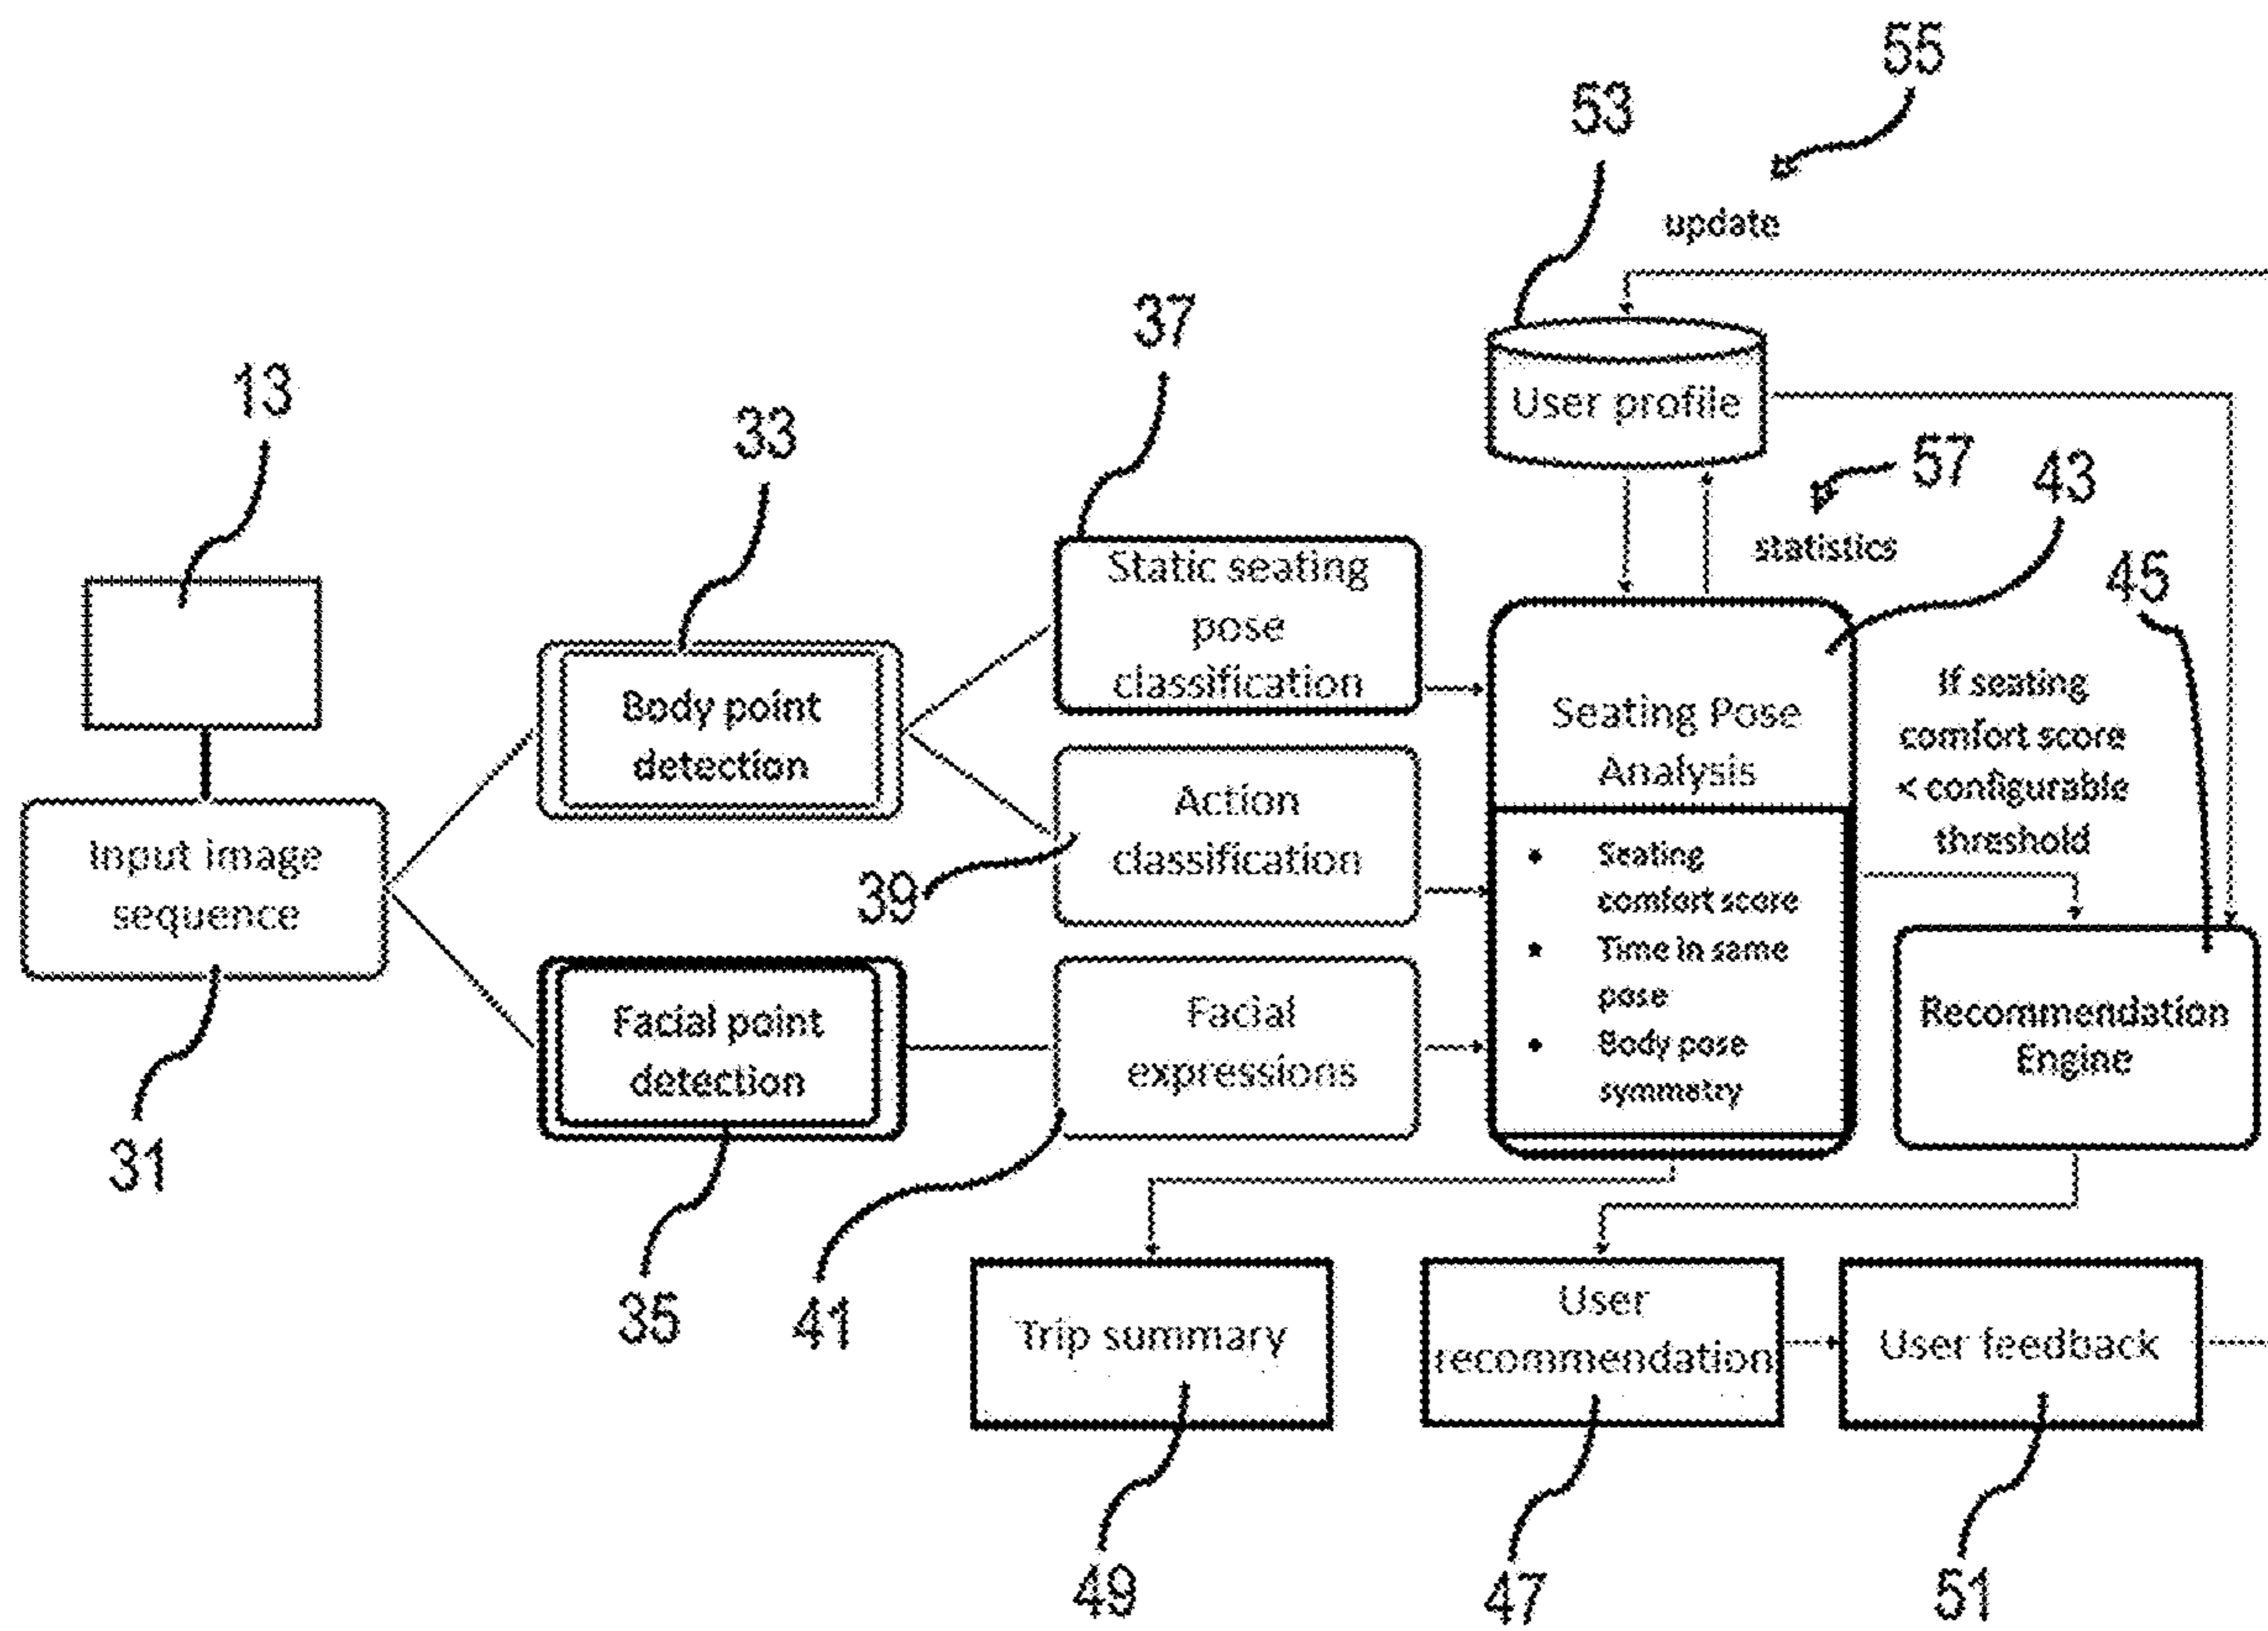 55
53
update
37
13
33
User profile
57
43
statistics
45
Static seating
pose
classification
If seating
comfort score
< configurable
threshold
Body point
detection
Seating Pose
Analysis
Action
classification
39
Input image
sequence
• Seating
comfort score
• Time in same
pose
• Body pose
symmetry
Facial point
detection
Facial
expressions
Recommendation
Engine
31
35
41
Trip summary
User
recommendation
User feedback
49
47
51